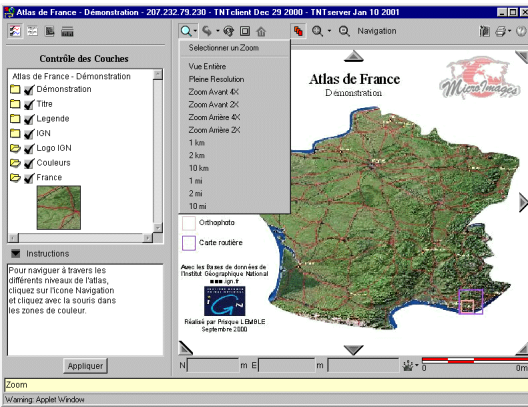 Atlas de France - Démonstration - 207.232.79.230 - TNTclient Dec 29 2000 - TNTserver Jan 10 2001
Navigation
Contrôle des Couches
Atlas de France - Démonstration
Démonstration
Titre
Legende
IGN
Logo IGN
Couleurs
France
Instructions
Pour naviguer à travers les
différents niveaux de l'atlas,
cliquez sur l'icone Navigation
et cliquez avec la souris dans
les zones de couleur.
Appliquer
Selectionner un Zoom
Vue Entière
Pleine Resolution
Zoom Avant 4X
Zoom Avant 2X
Zoom Arrière 4X
Zoom Arrière 2X
1 km
2 km
10 km
1 mi
2 mi
10 mi
Atlas de France
Démonstration
MicroImages
Orthophoto
Carte routière
Avec les Bases de données de
l'Institut Géographique National
www.ign.fr
Réalisé par Prisque LEMBLE
Septembre 2000
N m E m
0 0m
Zoom
Warning: Applet Window